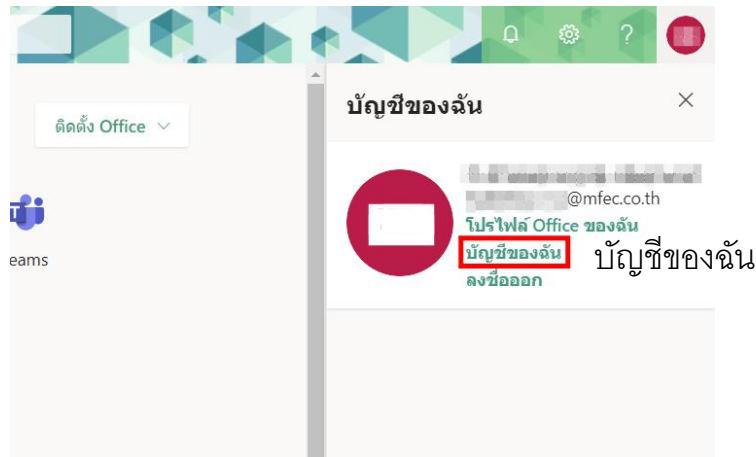 ?
บัญชีของฉัน
ติดตั้ง Office
@mfec.co.th
โปรไฟล์ Office ของฉัน
บัญชีของฉัน บัญชีของฉัน
ลงชื่อออก
eams